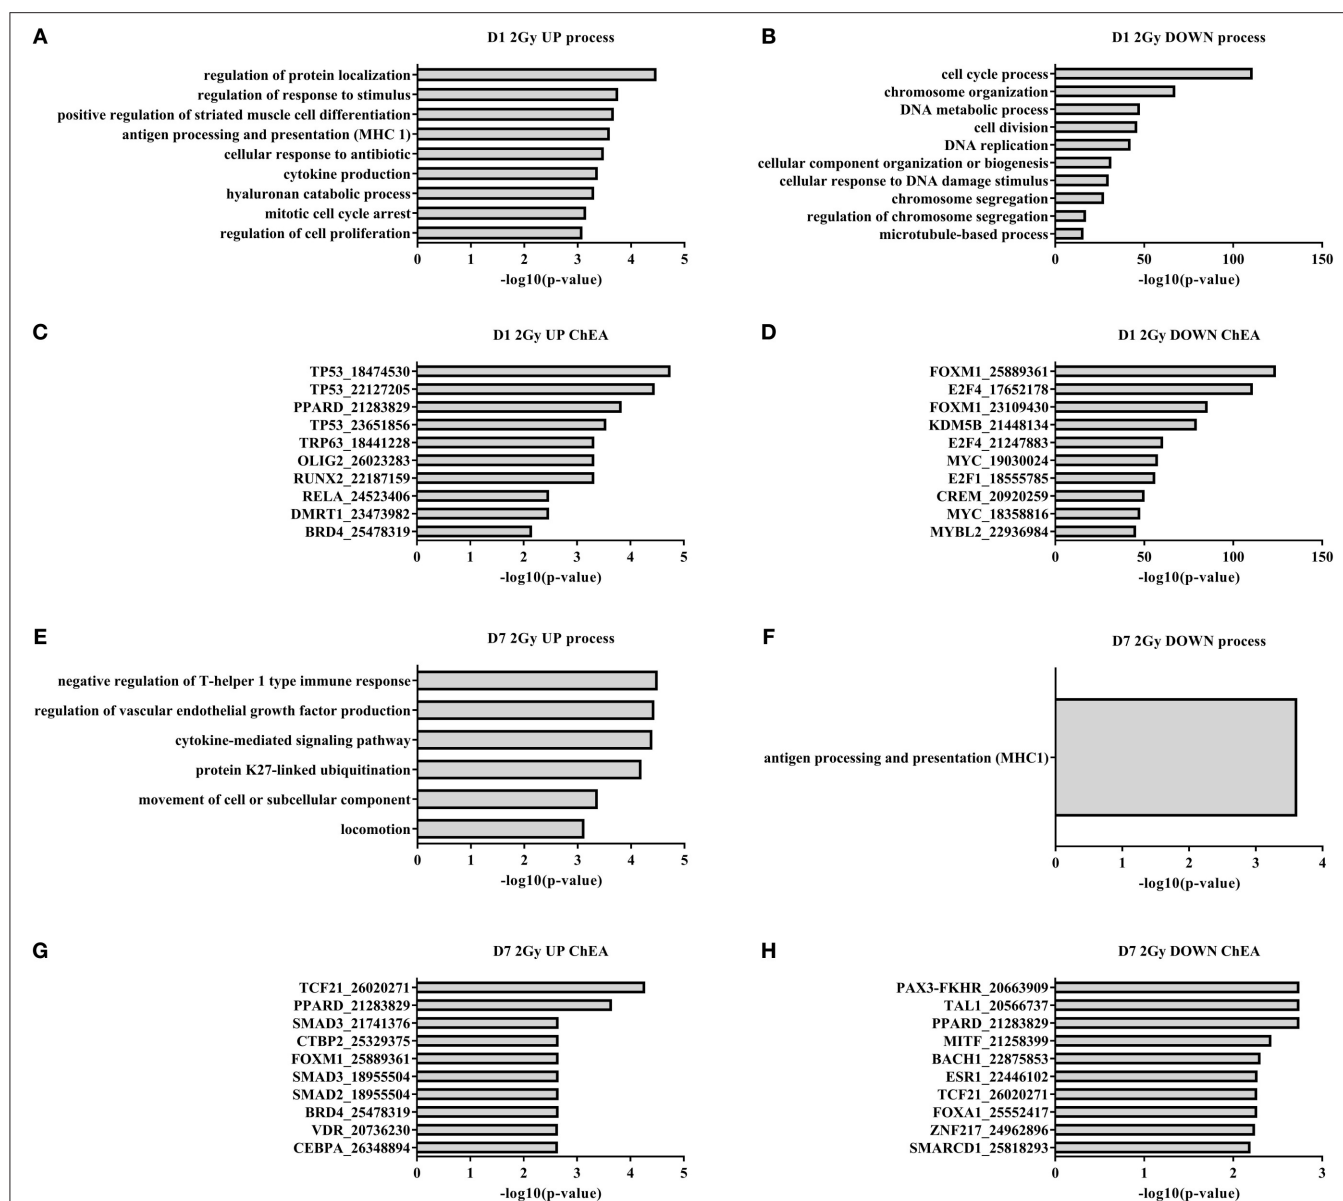 A
D1 2Gy UP process
regulation of protein localization
regulation of response to stimulus
positive regulation of striated muscle cell differentiation
antigen processing and presentation (MHC 1)
cellular response to antibiotic
cytokine production
hyaluronan catabolic process
mitotic cell cycle arrest
regulation of cell proliferation
0 1 2 3 4 5
-log10(p-value)
B
D1 2Gy DOWN process
cell cycle process
chromosome organization
DNA metabolic process
cell division
DNA replication
cellular component organization or biogenesis
cellular response to DNA damage stimulus
chromosome segregation
regulation of chromosome segregation
microtubule-based process
0 50 100 150
-log10(p-value)
C
D1 2Gy UP ChEA
TP53_18474530
TP53_22127205
PPARD_21283829
TP53_23651856
TRP63_18441228
OLIG2_26023283
RUNX2_22187159
RELA_24523406
DMRT1_23473982
BRD4_25478319
0 1 2 3 4 5
-log10(p-value)
D
D1 2Gy DOWN ChEA
FOXM1_25889361
E2F4_17652178
FOXM1_23109430
KDM5B_21448134
E2F4_21247883
MYC_19030024
E2F1_18555785
CREM_20920259
MYC_18358816
MYBL2_22936984
0 50 100 150
-log10(p-value)
E
D7 2Gy UP process
negative regulation of T-helper 1 type immune response
regulation of vascular endothelial growth factor production
cytokine-mediated signaling pathway
protein K27-linked ubiquitination
movement of cell or subcellular component
locomotion
0 1 2 3 4 5
-log10(p-value)
F
D7 2Gy DOWN process
antigen processing and presentation (MHC1)
0 1 2 3 4
-log10(p-value)
G
D7 2Gy UP ChEA
TCF21_26020271
PPARD_21283829
SMAD3_21741376
CTBP2_25329375
FOXM1_25889361
SMAD3_18955504
SMAD2_18955504
BRD4_25478319
VDR_20736230
CEBPA_26348894
0 1 2 3 4 5
-log10(p-value)
H
D7 2Gy DOWN ChEA
PAX3-FKHR_20663909
TAL1_20566737
PPARD_21283829
MITF_21258399
BACH1_22875853
ESR1_22446102
TCF21_26020271
FOXA1_25552417
ZNF217_24962896
SMARCD1_25818293
0 1 2 3
-log10(p-value)